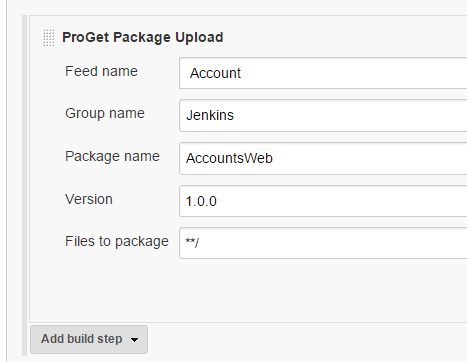 ProGet Package Upload
Feed name Account
Group name Jenkins
Package name AccountsWeb
Version 1.0.0
Files to package **/
Add build step